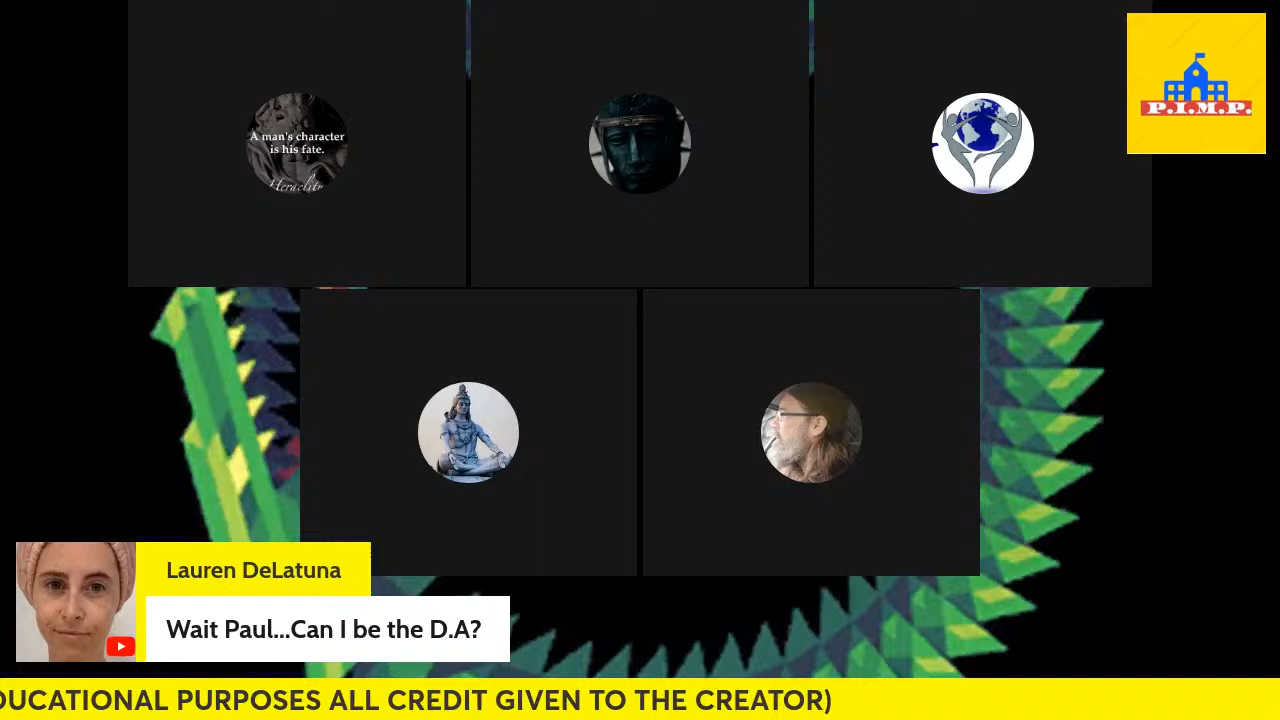 A man's character
is his fate.
P.I.M.P.
Lauren DeLatuna
Wait Paul...Can I be the D.A?
EDUCATIONAL PURPOSES ALL CREDIT GIVEN TO THE CREATOR)